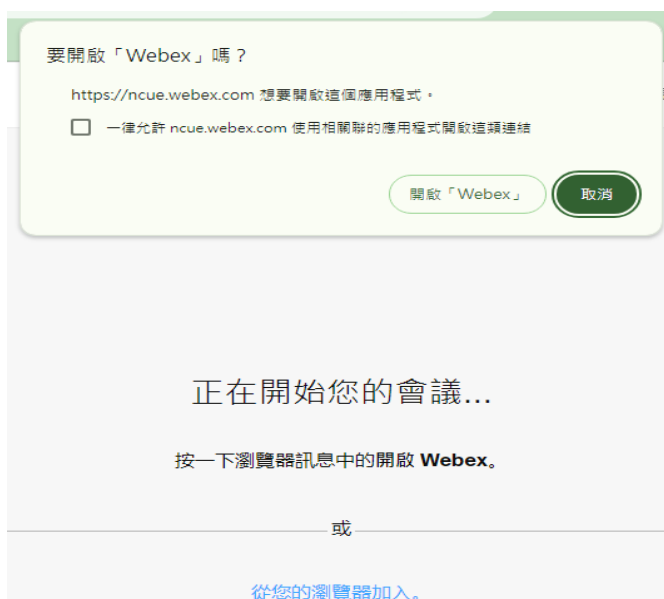 要開啟「Webex」嗎？
https://ncue.webex.com 想要開啟這個應用程式。
一律允許 ncue.webex.com 使用相關聯的應用程式開啟這類連結
開啟「Webex」
取消
正在開始您的會議...
按一下瀏覽器訊息中的開啟 Webex。
或
從您的瀏覽器加入。